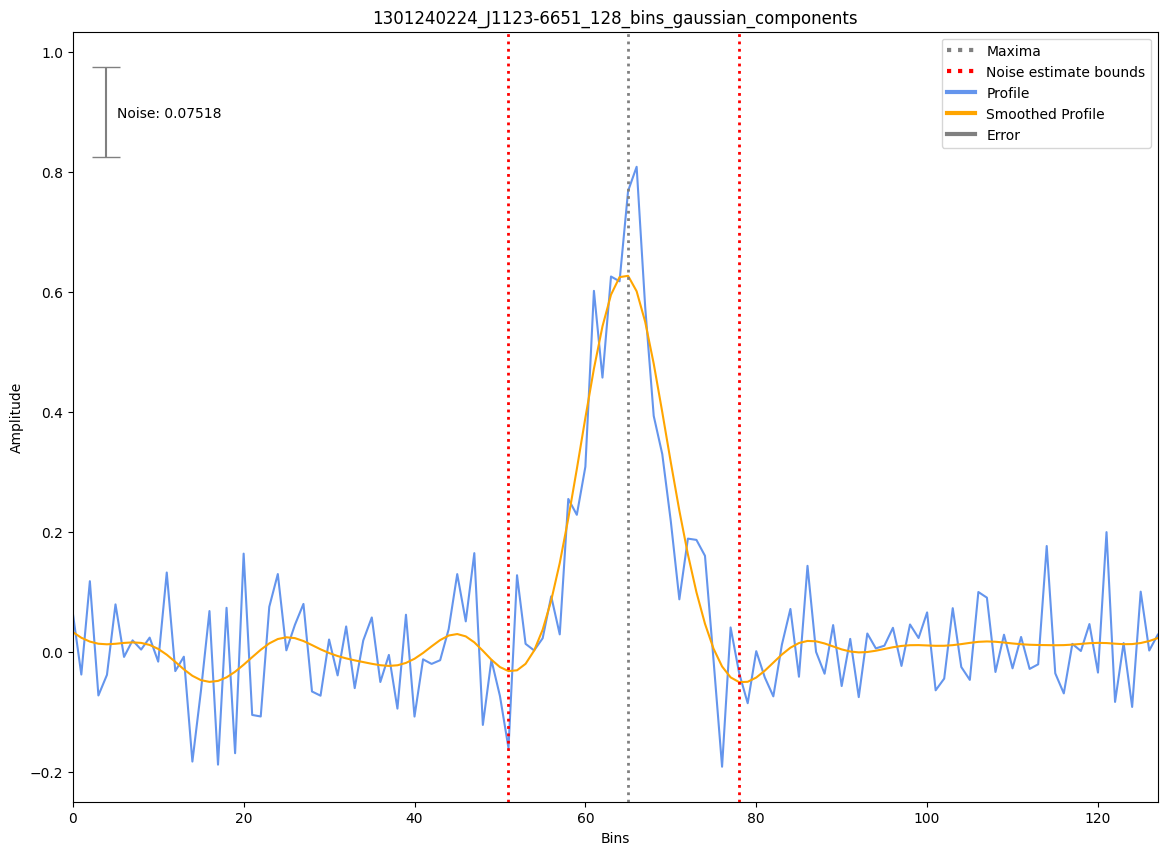 1301240224_J1123-6651_128_bins_gaussian_components
Maxima
Noise estimate bounds
Profile
Smoothed Profile
Error
Noise: 0.07518
Amplitude
1.0
0.8
0.6
0.4
0.2
0.0
−0.2
0 20 40 60 80 100 120
Bins